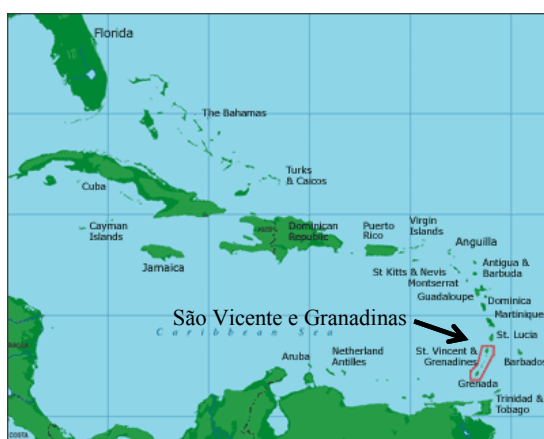 Florida
The Bahamas
Turks
& Caicos
Cuba
Cayman
Islands
Jamaica
Dominican
Republic
Puerto
Rico
Virgin
Islands
Anguilla
St Kitts & Nevis
Antigua &
Barbuda
Montserrat
Guadaloupe
Dominica
Martinique
São Vicente e Granadinas
Caribbean Sea
St. Lucia
St. Vincent &
Grenadines
Barbados
Aruba
Netherland
Antilles
Grenada
Trinidad &
Tobago
COSTA